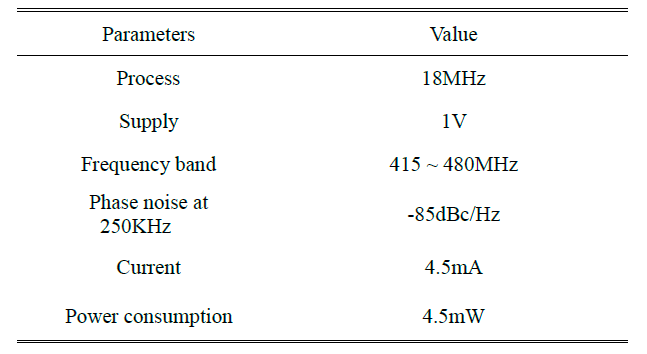 Parameters Value
Process 18MHz
Supply 1V
Frequency band 415 ~ 480MHz
Phase noise at
250KHz -85dBc/Hz
Current 4.5mA
Power consumption 4.5mW